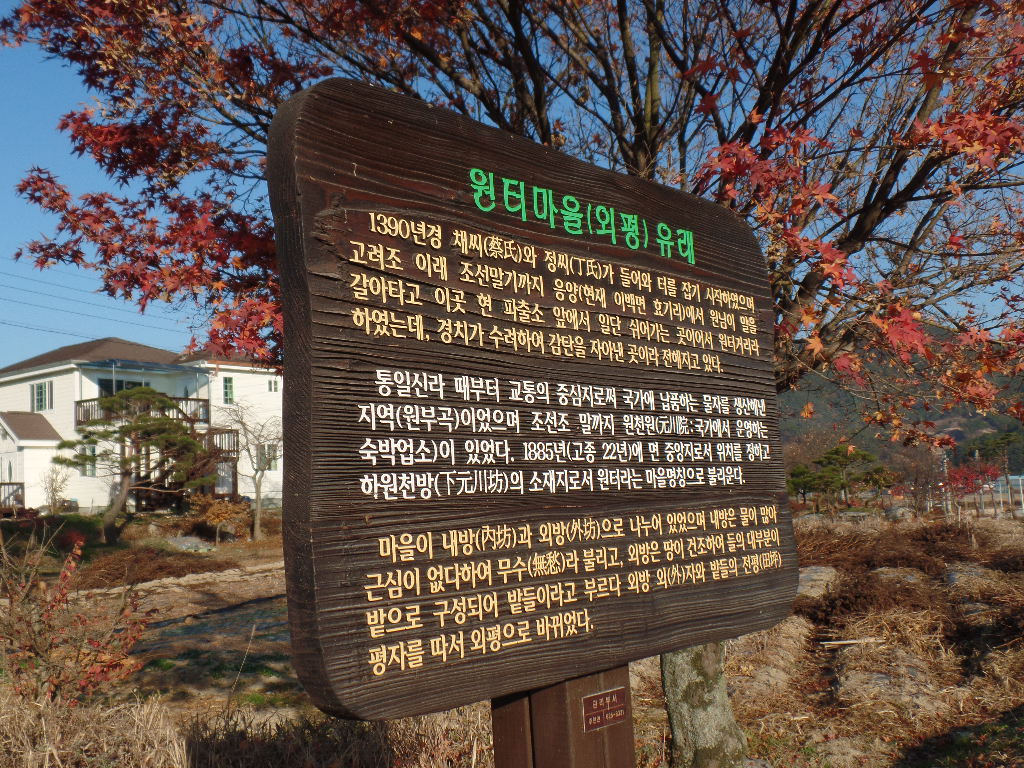 원터마을(외평) 유래
1390년경 채씨(蔡氏)와 정씨(丁氏)가 들어와 터를 잡기 시작하였으며
고려조 이래 조선말기까지 응양(현재 이백면 효기리)에서 원님이 말을
갈아타고 이곳 현 파출소 앞에서 일단 쉬어가는 곳이어서 원터거리라
하였는데, 경치가 수려하여 감탄을 자아낸 곳이라 전해지고 있다.
통일신라 때부터 교통의 중심지로써 국가에 납품하는 물자를 생산해낸
지역(원부곡)이었으며 조선조 말까지 원천원(元川院:국가에서 운영하는
숙박업소)이 있었다. 1885년(고종 22년)에 면 중앙지로서 위치를 정하고
하원천방(下元川坊)의 소재지로서 원터라는 마을명칭으로 불리운다.
마을이 내방(內坊)과 외방(外坊)으로 나누어 있었으며 내방은 물이 많아
근심이 없다하여 무수(無愁)라 불리고, 외방은 땅이 건조하여 들의 대부분이
밭으로 구성되어 밭들이라고 부르다 외방 외(外)자와 밭들의 전평(田坪)
평자를 따서 외평으로 바뀌었다.
관리부서